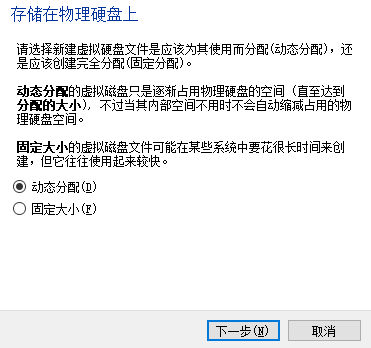 存储在物理硬盘上
请选择新建虚拟硬盘文件是应该为其使用而分配(动态分配)，还
是应该创建完全分配(固定分配)。
动态分配的虚拟磁盘只是逐渐占用物理硬盘的空间（直至达到
分配的大小），不过当其内部空间不用时不会自动缩减占用的物
理硬盘空间。
固定大小的虚拟磁盘文件可能在某些系统中要花很长时间来创
建，但它往往使用起来较快。
动态分配(D)
固定大小(F)
下一步(N)
取消